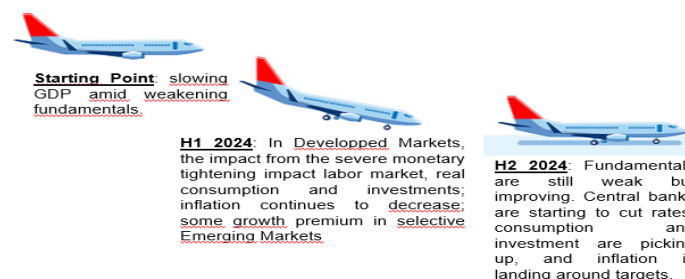 Starting Point: slowing
GDP amid weakening
fundamentals.
H1 2024: In Developped Markets,
the impact from the severe monetary
tightening impact labor market, real
consumption and investments;
inflation continues to decrease;
some growth premium in selective
Emerging Markets
H2 2024: Fundamental
are still weak bu
improving. Central bank
are starting to cut rates
consumption an
investment are pickin
up, and inflation i
landing around targets.